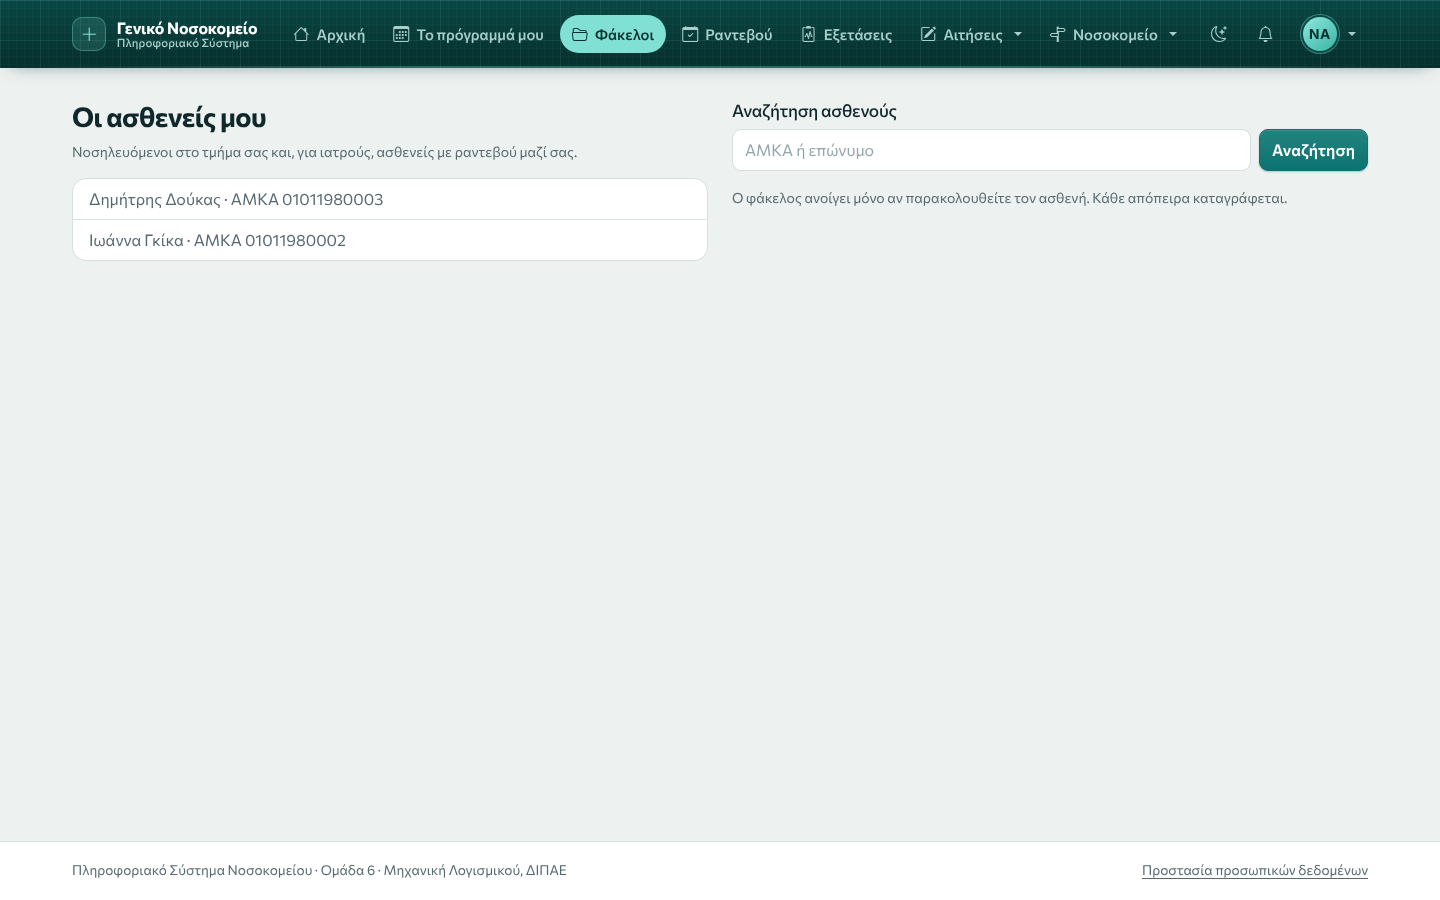 Γενικό Νοσοκομείο
Πληροφοριακό Σύστημα
Αρχική
Το πρόγραμμά μου
Φάκελοι
Ραντεβού
Εξετάσεις
Αιτήσεις
Νοσοκομείο
ΝΑ
Οι ασθενείς μου
Νοσηλευόμενοι στο τμήμα σας και, για ιατρούς, ασθενείς με ραντεβού μαζί σας.
Δημήτρης Δούκας · ΑΜΚΑ 01011980003
Ιωάννα Γκίκα · ΑΜΚΑ 01011980002
Αναζήτηση ασθενούς
ΑΜΚΑ ή επώνυμο
Αναζήτηση
Ο φάκελος ανοίγει μόνο αν παρακολουθείτε τον ασθενή. Κάθε απόπειρα καταγράφεται.
Πληροφοριακό Σύστημα Νοσοκομείου · Ομάδα 6 · Μηχανική Λογισμικού, ΔΙΠΑΕ
Προστασία προσωπικών δεδομένων